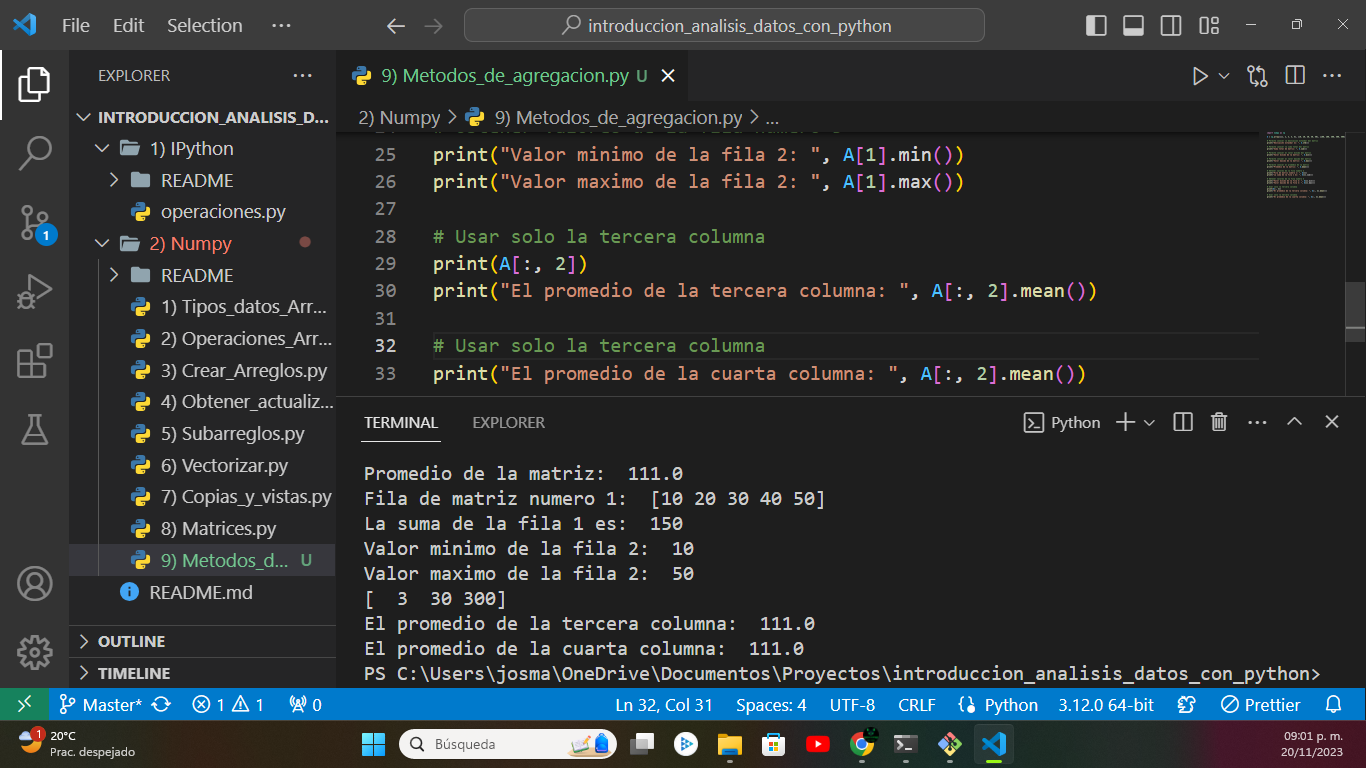 File Edit Selection ···
introduccion_analisis_datos_con_python
EXPLORER ···
INTRODUCCION_ANALISIS_D...
1) IPython
README
operaciones.py
2) Numpy
README
1) Tipos_datos_Arr...
2) Operaciones_Arr...
3) Crear_Arreglos.py
4) Obtener_actualiz...
5) Subarreglos.py
6) Vectorizar.py
7) Copias_y_vistas.py
8) Matrices.py
9) Metodos_d... U
README.md
OUTLINE
TIMELINE
1
9) Metodos_de_agregacion.py U
2) Numpy > 9) Metodos_de_agregacion.py > ...
25 print("Valor minimo de la fila 2: ", A[1].min())
26 print("Valor maximo de la fila 2: ", A[1].max())
27
28 # Usar solo la tercera columna
29 print(A[:, 2])
30 print("El promedio de la tercera columna: ", A[:, 2].mean())
31
32 # Usar solo la tercera columna
33 print("El promedio de la cuarta columna: ", A[:, 2].mean())
TERMINAL EXPLORER
Python
Promedio de la matriz:  111.0
Fila de matriz numero 1:  [10 20 30 40 50]
La suma de la fila 1 es:  150
Valor minimo de la fila 2:  10
Valor maximo de la fila 2:  50
[  3  30 300]
El promedio de la tercera columna:  111.0
El promedio de la cuarta columna:  111.0
PS C:\Users\josma\OneDrive\Documentos\Proyectos\introduccion_analisis_datos_con_python>
Master* 1 1 0 Ln 32, Col 31 Spaces: 4 UTF-8 CRLF Python 3.12.0 64-bit Prettier
1
20°C
Prac. despejado
Búsqueda
09:01 p. m.
20/11/2023